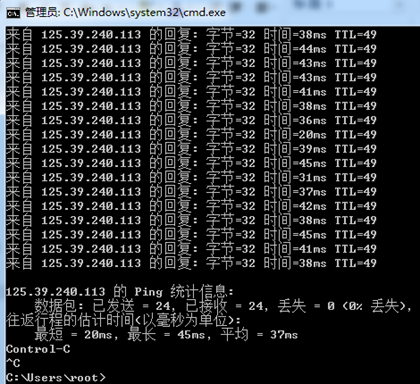 管理员: C:\Windows\system32\cmd.exe
来自 125.39.240.113 的回复: 字节=32 时间=38ms TTL=49
来自 125.39.240.113 的回复: 字节=32 时间=44ms TTL=49
来自 125.39.240.113 的回复: 字节=32 时间=43ms TTL=49
来自 125.39.240.113 的回复: 字节=32 时间=43ms TTL=49
来自 125.39.240.113 的回复: 字节=32 时间=41ms TTL=49
来自 125.39.240.113 的回复: 字节=32 时间=38ms TTL=49
来自 125.39.240.113 的回复: 字节=32 时间=36ms TTL=49
来自 125.39.240.113 的回复: 字节=32 时间=20ms TTL=49
来自 125.39.240.113 的回复: 字节=32 时间=39ms TTL=49
来自 125.39.240.113 的回复: 字节=32 时间=45ms TTL=49
来自 125.39.240.113 的回复: 字节=32 时间=31ms TTL=49
来自 125.39.240.113 的回复: 字节=32 时间=37ms TTL=49
来自 125.39.240.113 的回复: 字节=32 时间=42ms TTL=49
来自 125.39.240.113 的回复: 字节=32 时间=38ms TTL=49
来自 125.39.240.113 的回复: 字节=32 时间=45ms TTL=49
来自 125.39.240.113 的回复: 字节=32 时间=41ms TTL=49
来自 125.39.240.113 的回复: 字节=32 时间=38ms TTL=49
125.39.240.113 的 Ping 统计信息:
数据包: 已发送 = 24, 已接收 = 24, 丢失 = 0 (0% 丢失),
往返行程的估计时间(以毫秒为单位):
最短 = 20ms, 最长 = 45ms, 平均 = 37ms
Control-C
^C
C:\Users\root>